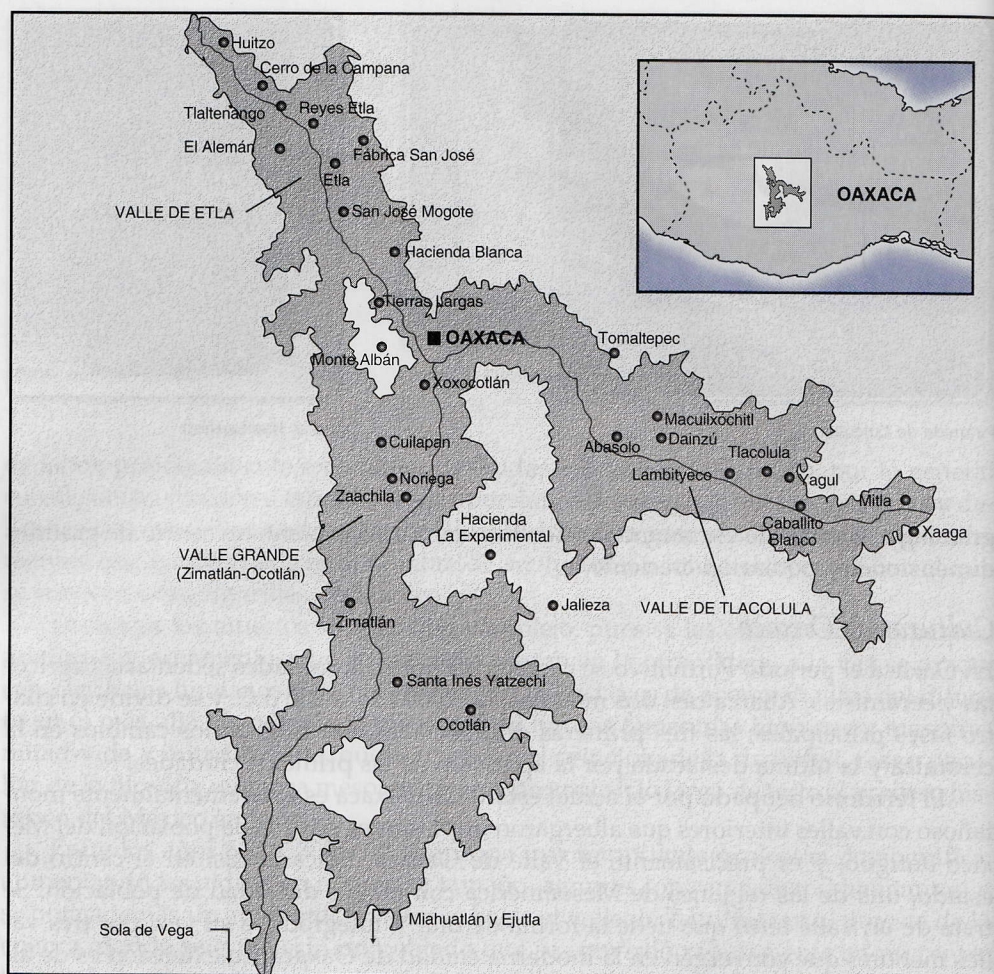 Huitzo
Cerro de la Campana
Tlaltenango
Reyes Etla
El Alemán
Fábrica San José
Etla
VALLE DE ETLA
San José Mogote
Hacienda Blanca
OAXACA
Tierras Largas
OAXACA
Monte Albán
Tomaltepec
Xoxocotlán
Macuilxochitl
Cuilapan
Abasolo
Dainzú
Tlacolula
Noriega
Lambityeco
Yagul
Zaachila
Mitla
Hacienda
La Experimental
Caballito
Blanco
Xaaga
VALLE GRANDE
(Zimatlán-Ocotlán)
Jalieza
VALLE DE TLACOLULA
Zimatlán
Santa Inés Yatzechi
Ocotlán
Miahuatlán y Ejutla
Sola de Vega